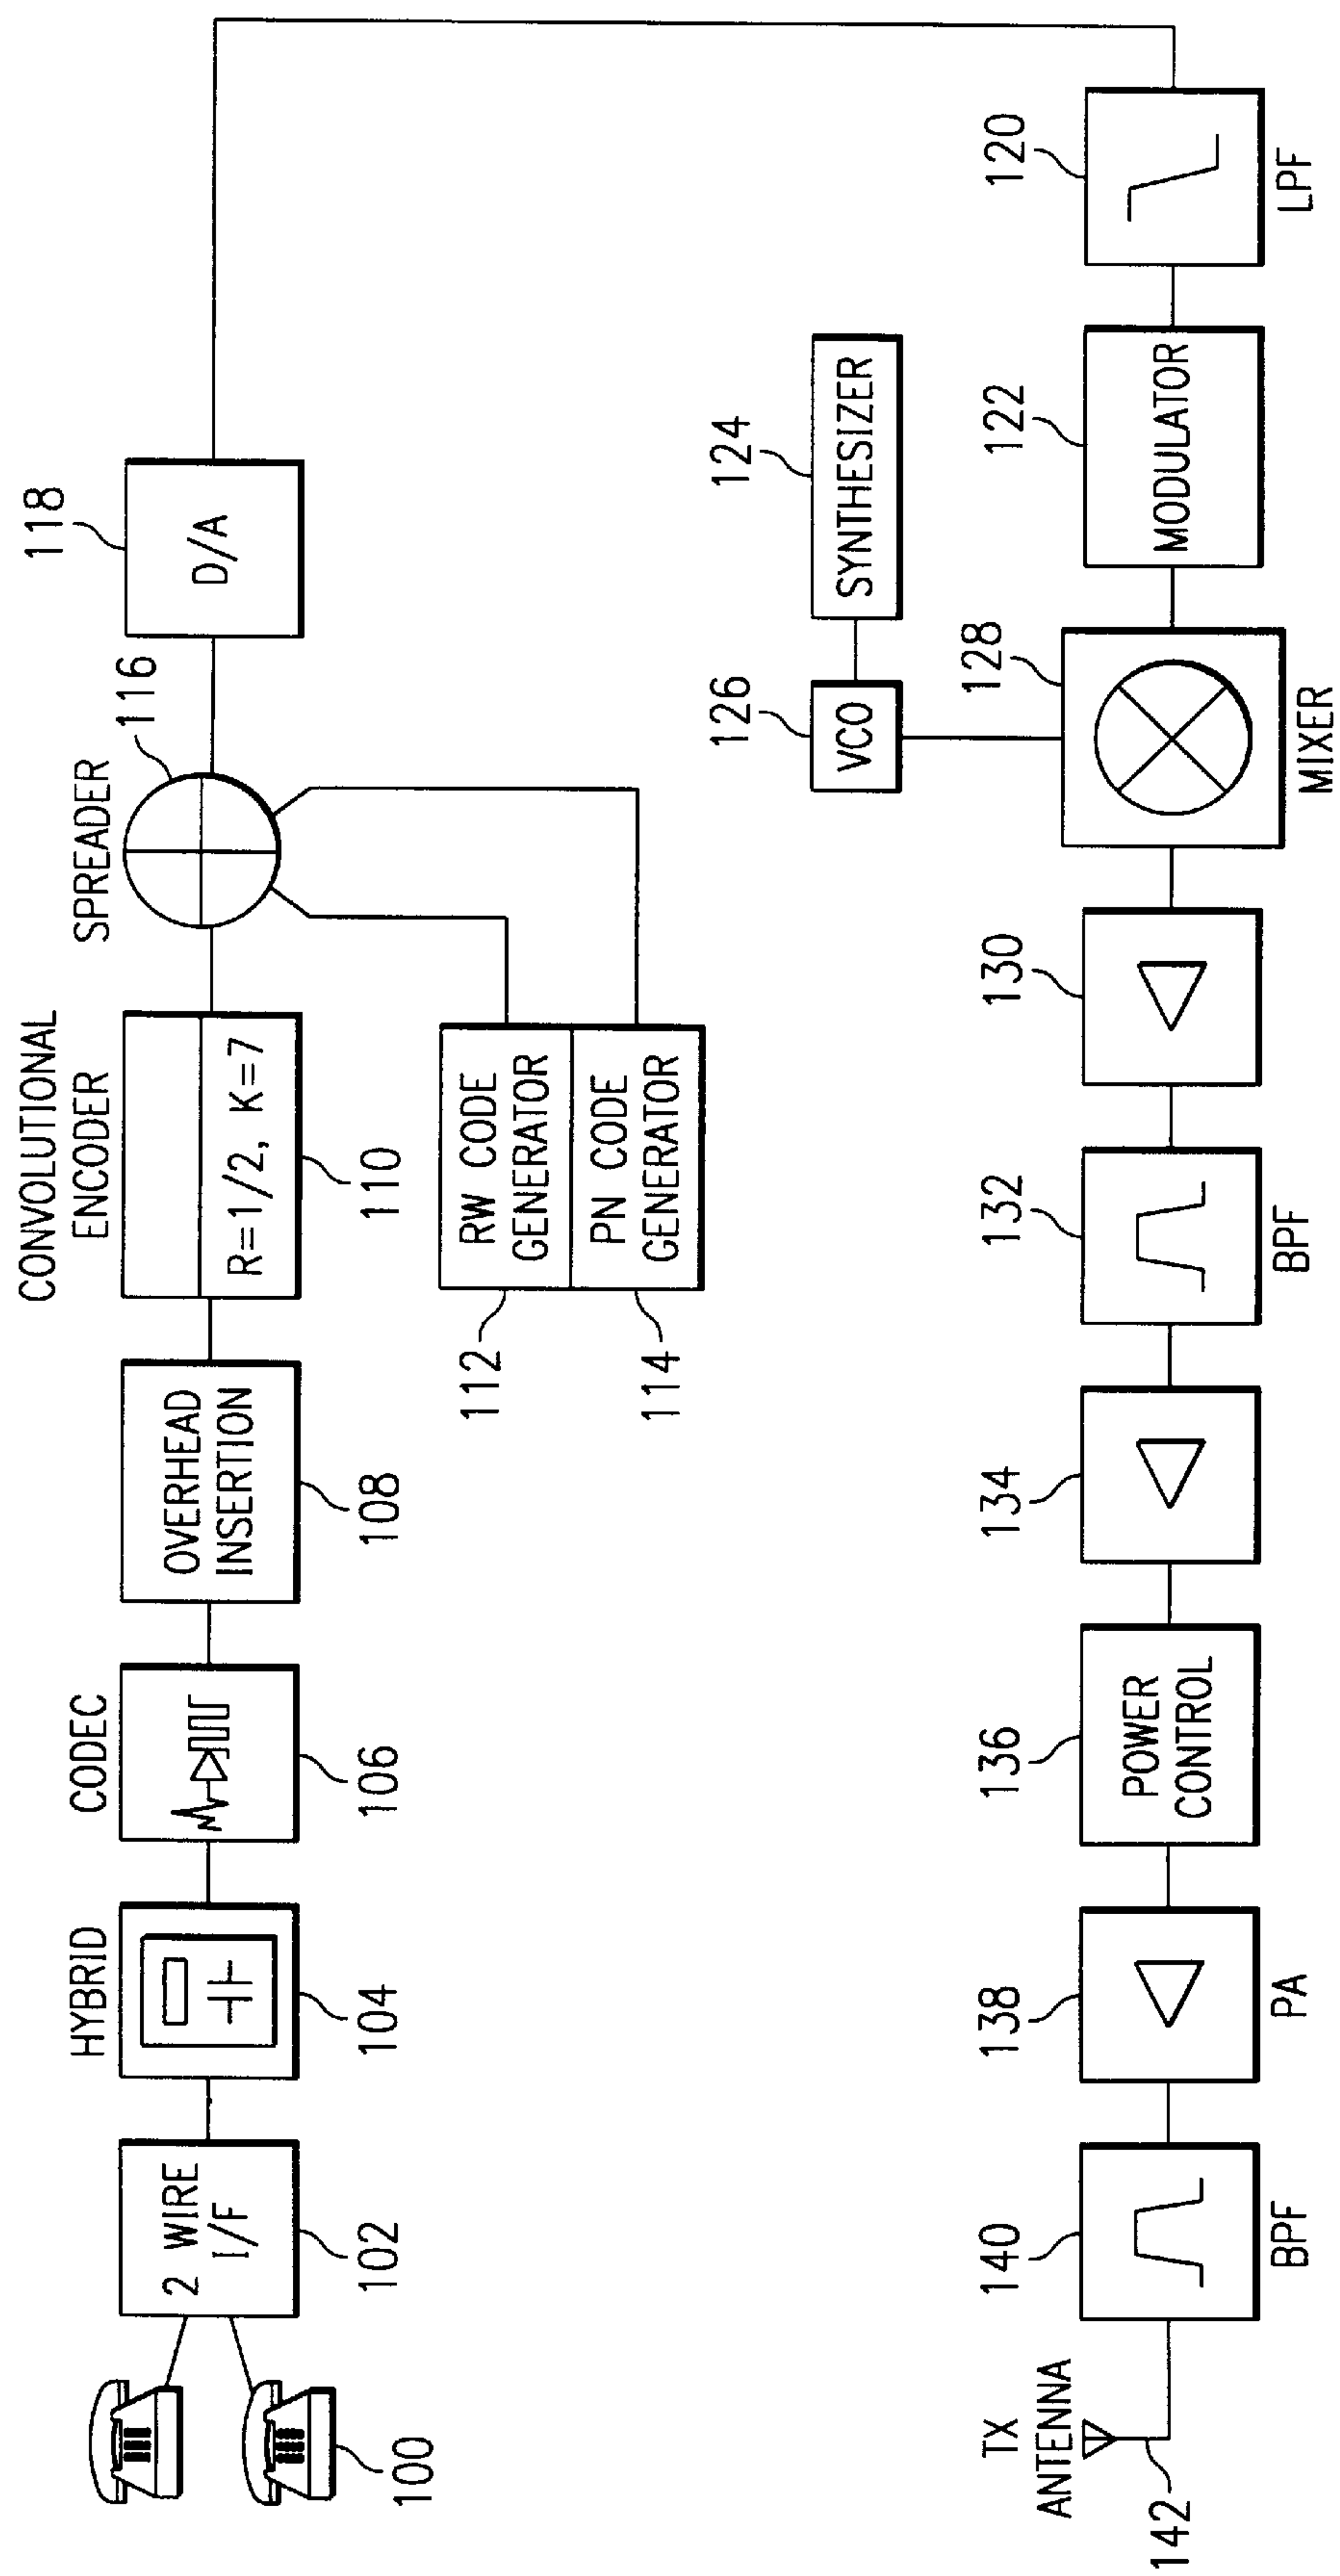 HYBRID
CODEC
CONVOLUTIONAL
ENCODER
SPREADER
116
118
2 WIRE
I/F
OVERHEAD
INSERTION
R=1/2, K=7
D/A
100
102
104
106
108
110
112
114
RW CODE
GENERATOR
PN CODE
GENERATOR
124
126
SYNTHESIZER
VCO
TX
ANTENNA
142
140
138
136
134
132
130
128
122
120
POWER
CONTROL
MODULATOR
BPF
PA
BPF
MIXER
LPF